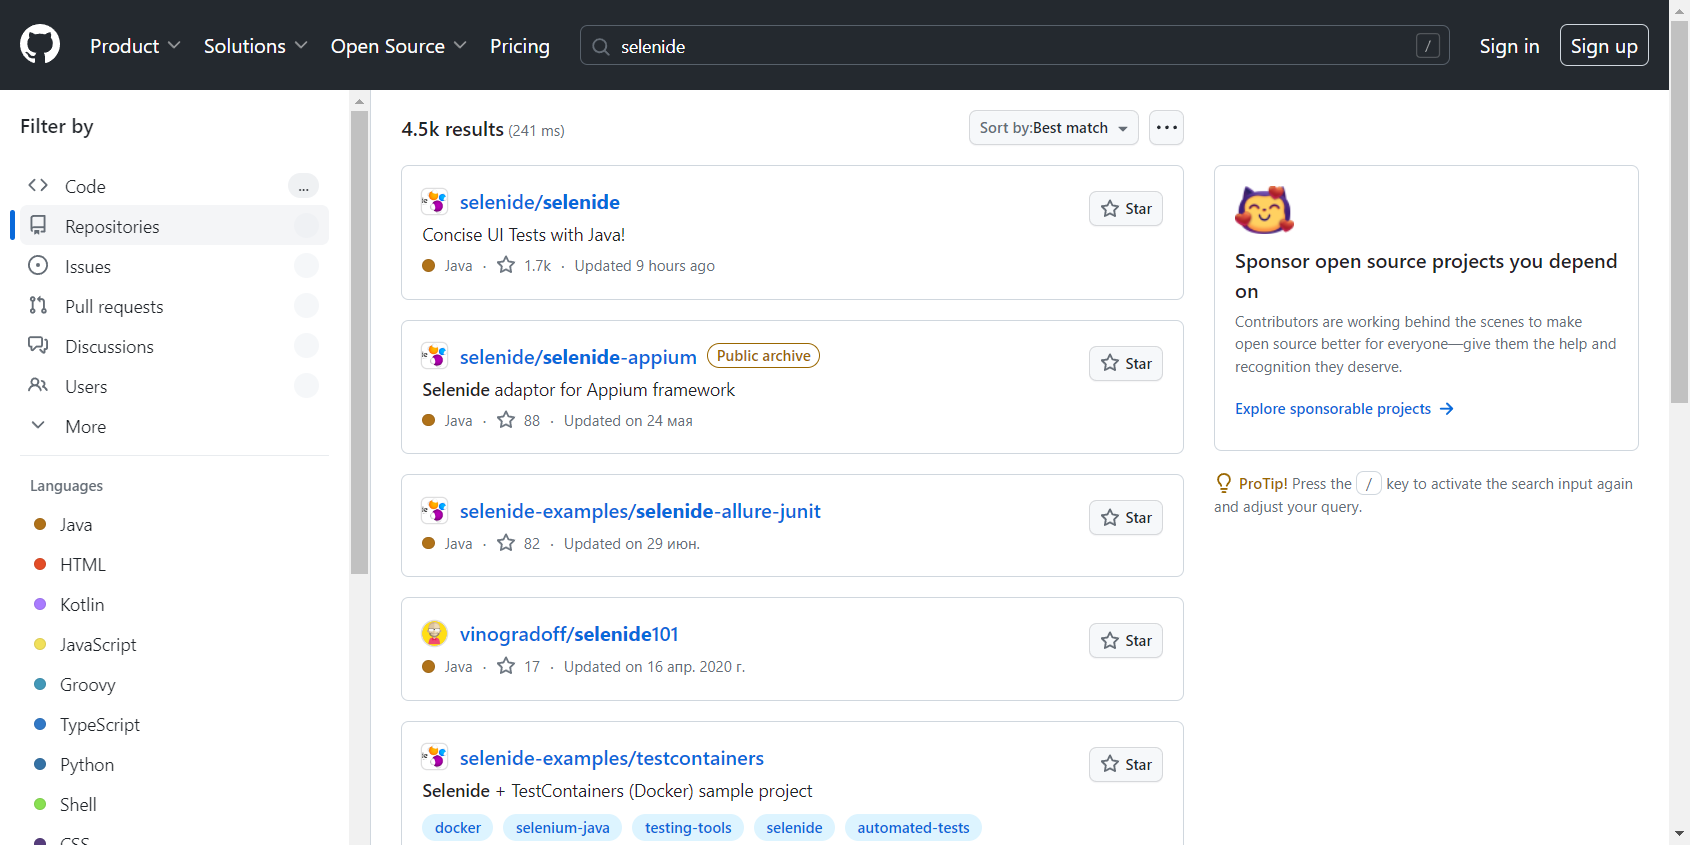 Product
Solutions
Open Source
Pricing
selenide
/
Sign in
Sign up
Filter by
Code
...
Repositories
Issues
Pull requests
Discussions
Users
More
Languages
Java
HTML
Kotlin
JavaScript
Groovy
TypeScript
Python
Shell
CSS
4.5k results (241 ms)
Sort by:Best match
selenide/selenide
Star
Concise UI Tests with Java!
Java · 1.7k · Updated 9 hours ago
selenide/selenide-appium Public archive
Star
Selenide adaptor for Appium framework
Java · 88 · Updated on 24 мая
selenide-examples/selenide-allure-junit
Star
Java · 82 · Updated on 29 июн.
vinogradoff/selenide101
Star
Java · 17 · Updated on 16 апр. 2020 г.
selenide-examples/testcontainers
Star
Selenide + TestContainers (Docker) sample project
docker selenium-java testing-tools selenide automated-tests
Sponsor open source projects you depend
on
Contributors are working behind the scenes to make
open source better for everyone—give them the help and
recognition they deserve.
Explore sponsorable projects →
ProTip! Press the / key to activate the search input again
and adjust your query.